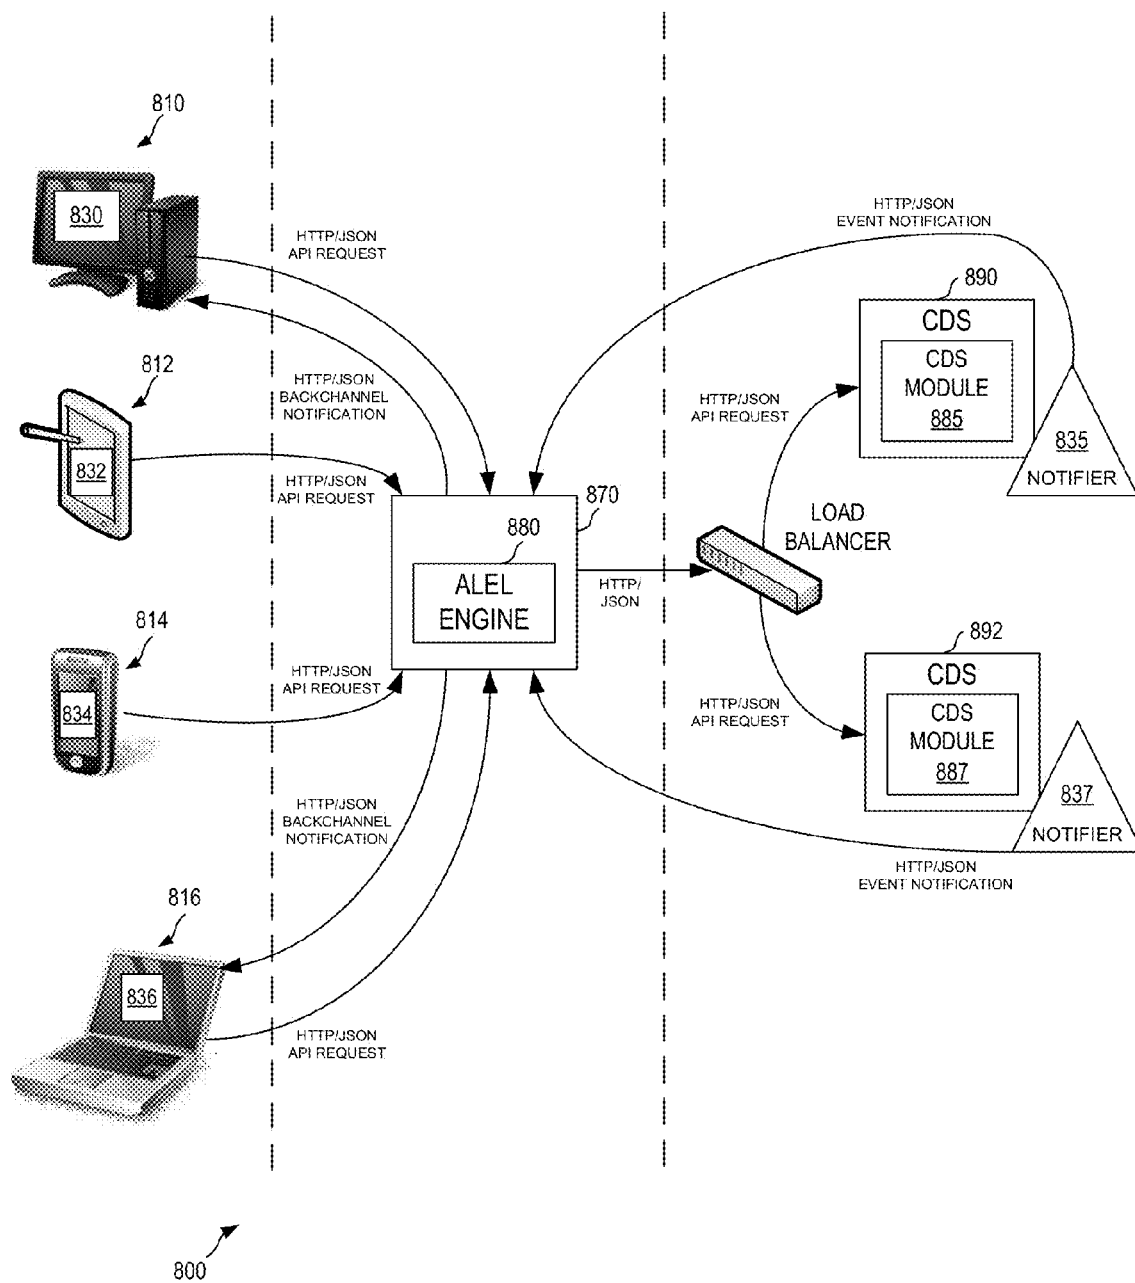 810
830
HTTP/JSON
API REQUEST
HTTP/JSON
EVENT NOTIFICATION
890
CDS
CDS
MODULE
885
835
NOTIFIER
812
832
HTTP/JSON
BACKCHANNEL
NOTIFICATION
HTTP/JSON
API REQUEST
HTTP/JSON
API REQUEST
870
880
ALEL
ENGINE
HTTP/
JSON
LOAD
BALANCER
814
834
HTTP/JSON
API REQUEST
892
CDS
CDS
MODULE
887
HTTP/JSON
API REQUEST
837
NOTIFIER
HTTP/JSON
BACKCHANNEL
NOTIFICATION
HTTP/JSON
EVENT NOTIFICATION
816
836
HTTP/JSON
API REQUEST
800